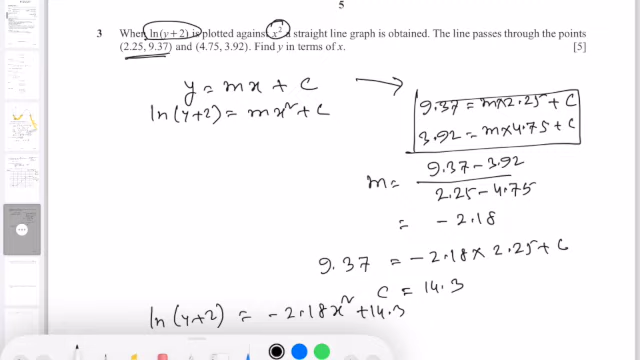 5
3 When ln(y + 2) is plotted against x² a straight line graph is obtained. The line passes through the points
(2.25, 9.37) and (4.75, 3.92). Find y in terms of x. [5]
y = mx + C
ln(y+2) = mx² + C
9.37 = m×2.25 + C
3.92 = m×4.75 + C
m = 9.37 - 3.92 / 2.25 - 4.75
= -2.18
9.37 = -2.18 × 2.25 + C
C = 14.3
ln(y+2) = -2.18x² + 14.3